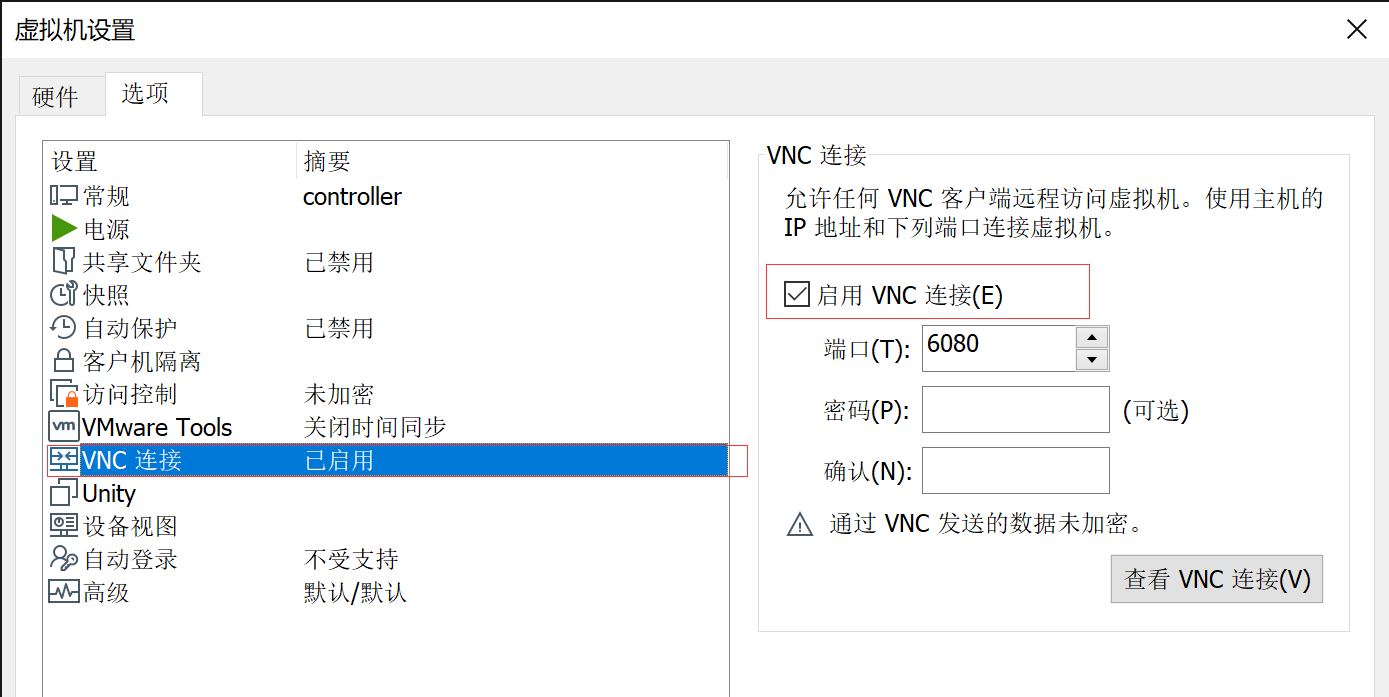 虚拟机设置
硬件
选项
设置 摘要
常规 controller
电源
共享文件夹 已禁用
快照
自动保护 已禁用
客户机隔离
访问控制 未加密
vm VMware Tools 关闭时间同步
VNC 连接 已启用
Unity
设备视图
自动登录 不受支持
高级 默认/默认
VNC 连接
允许任何 VNC 客户端远程访问虚拟机。使用主机的
IP 地址和下列端口连接虚拟机。
启用 VNC 连接(E)
端口(T): 6080
密码(P): (可选)
确认(N):
通过 VNC 发送的数据未加密。
查看 VNC 连接(V)